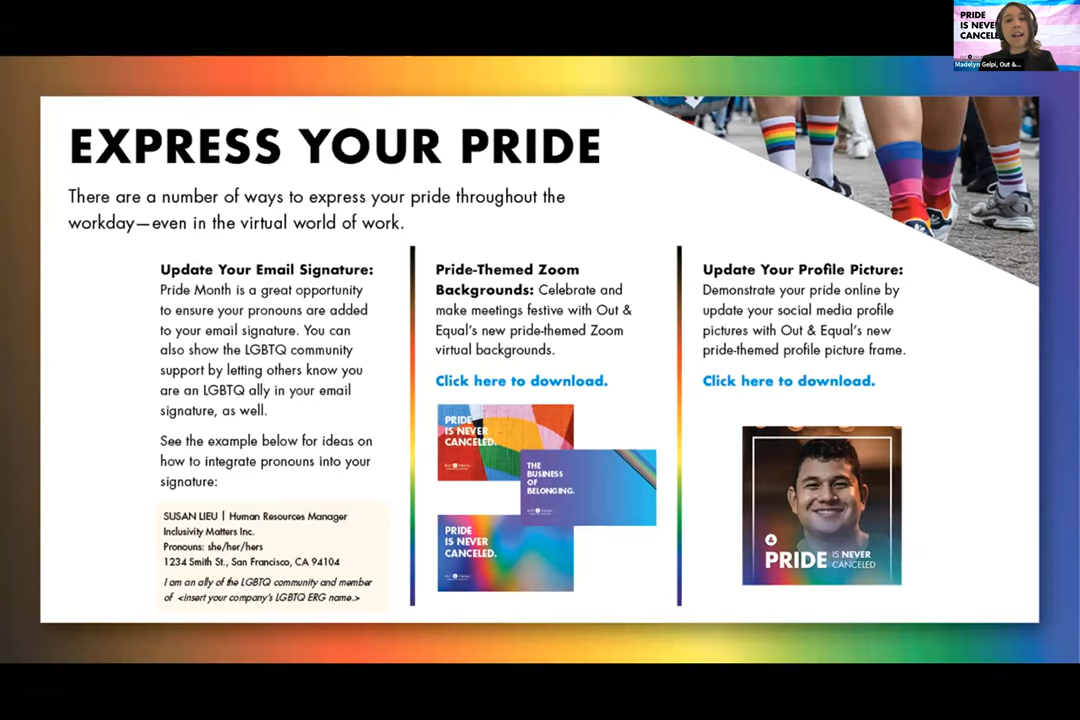 PRIDE
IS NEVER
CANCELED
Madelyn Gelpi, Out &...
EXPRESS YOUR PRIDE
There are a number of ways to express your pride throughout the
workday—even in the virtual world of work.
Update Your Email Signature:
Pride Month is a great opportunity
to ensure your pronouns are added
to your email signature. You can
also show the LGBTQ community
support by letting others know you
are an LGBTQ ally in your email
signature, as well.
See the example below for ideas on
how to integrate pronouns into your
signature:
SUSAN LIEU | Human Resources Manager
Inclusivity Matters Inc.
Pronouns: she/her/hers
1234 Smith St., San Francisco, CA 94104
I am an ally of the LGBTQ community and member
of <insert your company's LGBTQ ERG name.>
Pride-Themed Zoom
Backgrounds: Celebrate and
make meetings festive with Out &
Equal's new pride-themed Zoom
virtual backgrounds.
Click here to download.
PRIDE
IS NEVER
CANCELED.
THE
BUSINESS
OF
BELONGING.
PRIDE
IS NEVER
CANCELED.
Update Your Profile Picture:
Demonstrate your pride online by
update your social media profile
pictures with Out & Equal's new
pride-themed profile picture frame.
Click here to download.
&
PRIDE IS NEVER
CANCELED